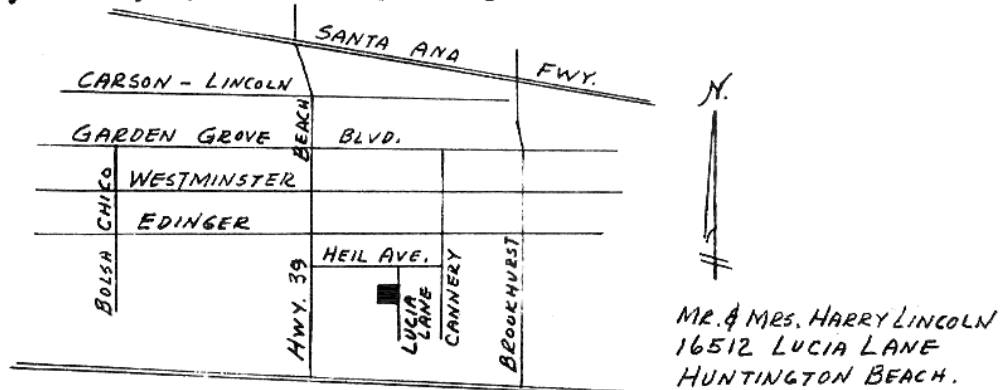 SANTA ANA FWY.
CARSON - LINCOLN
N.
BEACH
GARDEN GROVE BLVD.
WESTMINSTER
BOLSA CHICO
EDINGER
HEIL AVE.
HWY. 39
LUCIA
LANE
CANNERY
BROOKHURST
MR. & MRS. HARRY LINCOLN
16512 LUCIA LANE
HUNTINGTON BEACH.